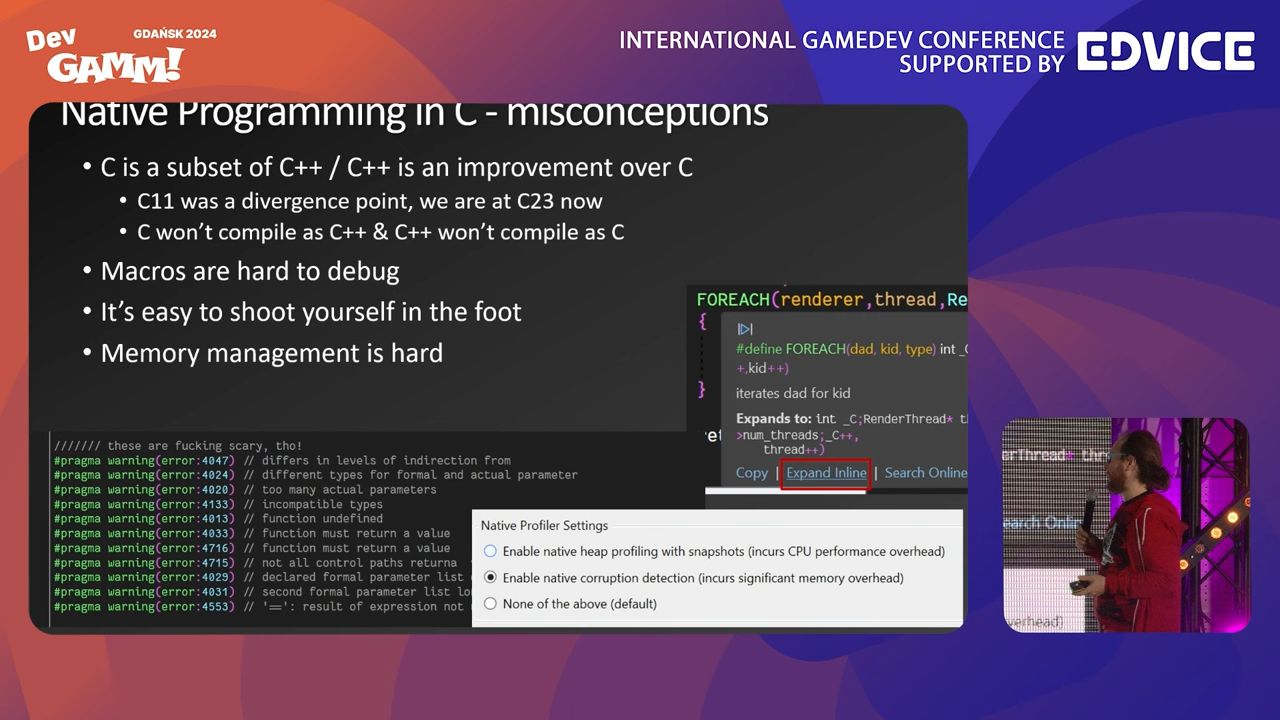 Dev
GAMM!
GDAŃSK 2024
INTERNATIONAL GAMEDEV CONFERENCE
SUPPORTED BY
EDVICE
Native Programming in C - misconceptions
• C is a subset of C++ / C++ is an improvement over C
• C11 was a divergence point, we are at C23 now
• C won't compile as C++ & C++ won't compile as C
• Macros are hard to debug
• It's easy to shoot yourself in the foot
• Memory management is hard
FOREACH(renderer,thread,Re
{
#define FOREACH(dad, kid, type) int _C
+,kid++)
iterates dad for kid
}
Expands to: int _C;RenderThread* t
>num_threads;_C++,
thread++)
Copy | Expand Inline | Search Online
/////// these are fucking scary, tho!
#pragma warning(error:4047) // differs in levels of indirection from
#pragma warning(error:4024) // different types for formal and actual parameter
#pragma warning(error:4020) // too many actual parameters
#pragma warning(error:4133) // incompatible types
#pragma warning(error:4013) // function undefined
#pragma warning(error:4033) // function must return a value
#pragma warning(error:4716) // function must return a value
#pragma warning(error:4715) // not all control paths returna
#pragma warning(error:4029) // declared formal parameter list
#pragma warning(error:4031) // second formal parameter list lo
#pragma warning(error:4553) // '==': result of expression not
Native Profiler Settings
Enable native heap profiling with snapshots (incurs CPU performance overhead)
Enable native corruption detection (incurs significant memory overhead)
None of the above (default)
erThread* thr
earch Onlin
verhead)